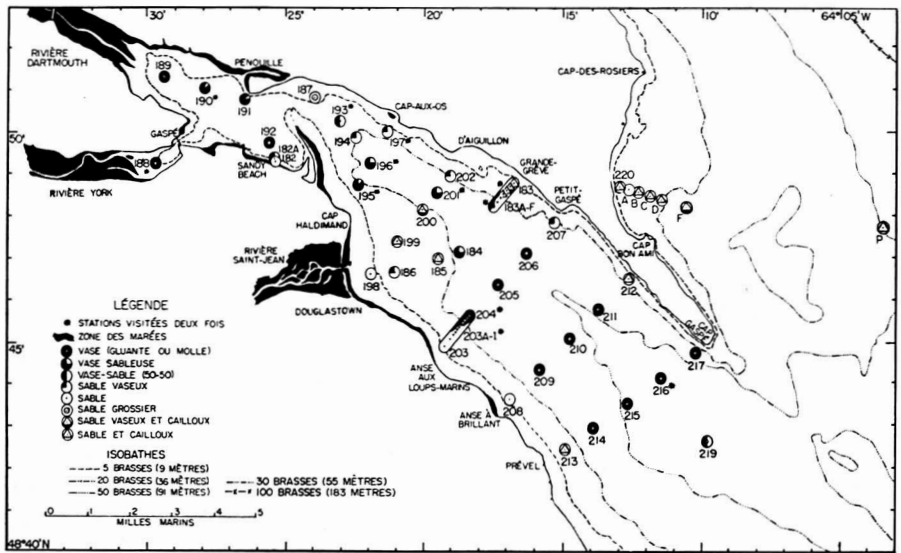 30'
25'
20'
15'
10'
64°05'W
RIVIÈRE
DARTMOUTH
189
190
191
PENOUILLE
187
193
CAP-AUX-OS
CAP-DES-ROSIERS
50'
GASPÉ
192
182A
182
194
197
D'AIGUILLON
188
SANDY
BEACH
196
202
GRANDE-
GRÈVE
183
220
A
B
C
D
F
P
RIVIÈRE YORK
195
201
183A-F
PETIT-
GASPÉ
CAP
HALDIMAND
200
207
CAP
BON AMI
RIVIÈRE
SAINT-JEAN
199
184
206
185
198
186
205
212
DOUGLASTOWN
204
203A-1
211
CAP
GASPÉ
45'
203
210
217
ANSE
AUX
LOUPS-MARINS
209
216
208
215
ANSE À
BRILLANT
214
219
PRÉVEL
213
LÉGENDE
STATIONS VISITÉES DEUX FOIS
ZONE DES MARÉES
VASE (GLUANTE OU MOLLE)
VASE SABLEUSE
VASE-SABLE (50-50)
SABLE VASEUX
SABLE
SABLE GROSSIER
SABLE VASEUX ET CAILLOUX
SABLE ET CAILLOUX
ISOBATHES
5 BRASSES (9 MÈTRES)
20 BRASSES (36 MÈTRES)
50 BRASSES (91 MÈTRES)
30 BRASSES (55 MÈTRES)
100 BRASSES (183 METRES)
0 1 2 3 4 5
MILLES MARINS
48°40'N